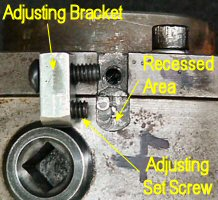 Adjusting Bracket
Recessed
Area
Adjusting
Set Screw